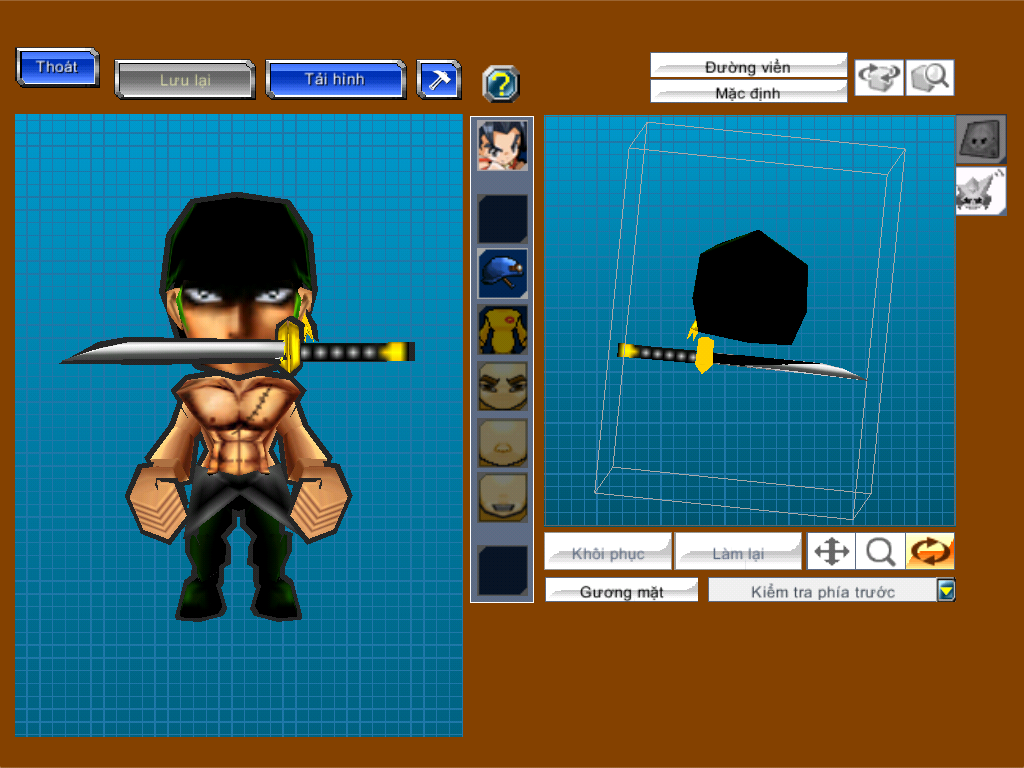 Thoát
Lưu lại
Tải hình
Đường viền
Mặc định
Khôi phục
Làm lại
Gương mặt
Kiểm tra phía trước